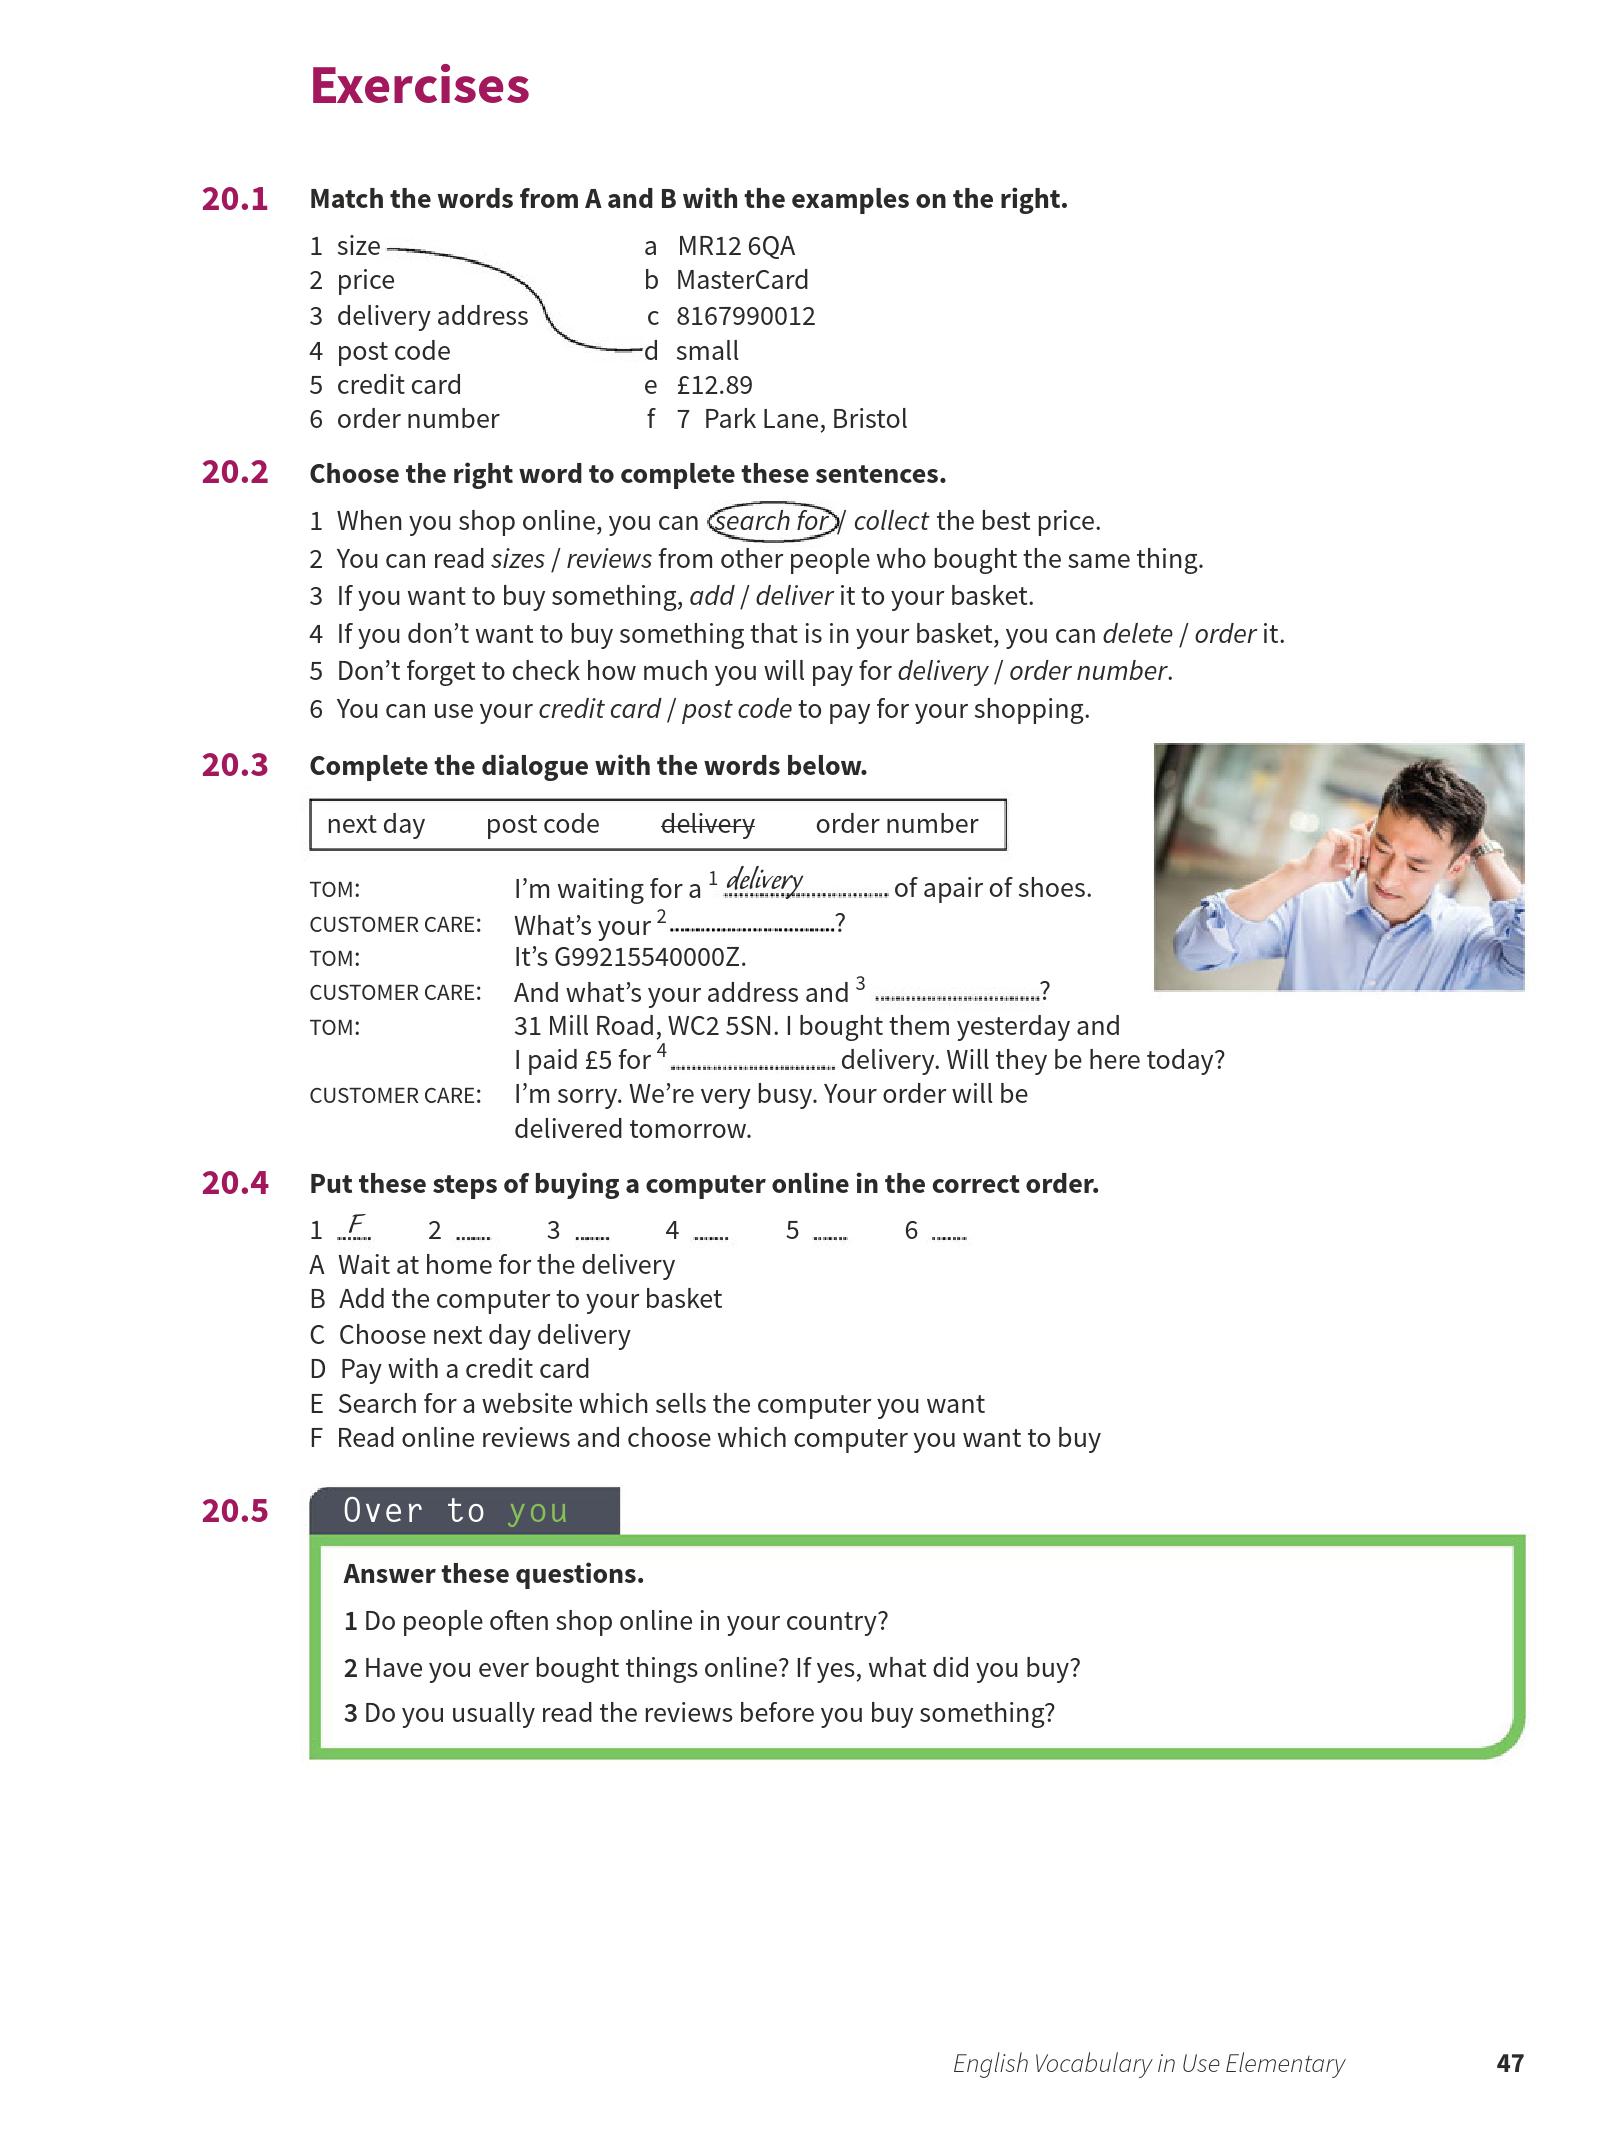 Exercises
20.1 Match the words from A and B with the examples on the right.
1 size a MR12 6QA
2 price b MasterCard
3 delivery address c 8167990012
4 post code d small
5 credit card e £12.89
6 order number f 7 Park Lane, Bristol
20.2 Choose the right word to complete these sentences.
1 When you shop online, you can search for / collect the best price.
2 You can read sizes / reviews from other people who bought the same thing.
3 If you want to buy something, add / deliver it to your basket.
4 If you don’t want to buy something that is in your basket, you can delete / order it.
5 Don’t forget to check how much you will pay for delivery / order number.
6 You can use your credit card / post code to pay for your shopping.
20.3 Complete the dialogue with the words below.
next day post code delivery order number
TOM: I’m waiting for a 1 delivery of apair of shoes.
CUSTOMER CARE: What’s your 2 ?
TOM: It’s G99215540000Z.
CUSTOMER CARE: And what’s your address and 3 ?
TOM: 31 Mill Road, WC2 5SN. I bought them yesterday and
I paid £5 for 4 delivery. Will they be here today?
CUSTOMER CARE: I’m sorry. We’re very busy. Your order will be
delivered tomorrow.
20.4 Put these steps of buying a computer online in the correct order.
1 F 2 ...... 3 ...... 4 ...... 5 ...... 6 ......
A Wait at home for the delivery
B Add the computer to your basket
C Choose next day delivery
D Pay with a credit card
E Search for a website which sells the computer you want
F Read online reviews and choose which computer you want to buy
20.5 Over to you
Answer these questions.
1 Do people often shop online in your country?
2 Have you ever bought things online? If yes, what did you buy?
3 Do you usually read the reviews before you buy something?
English Vocabulary in Use Elementary 47